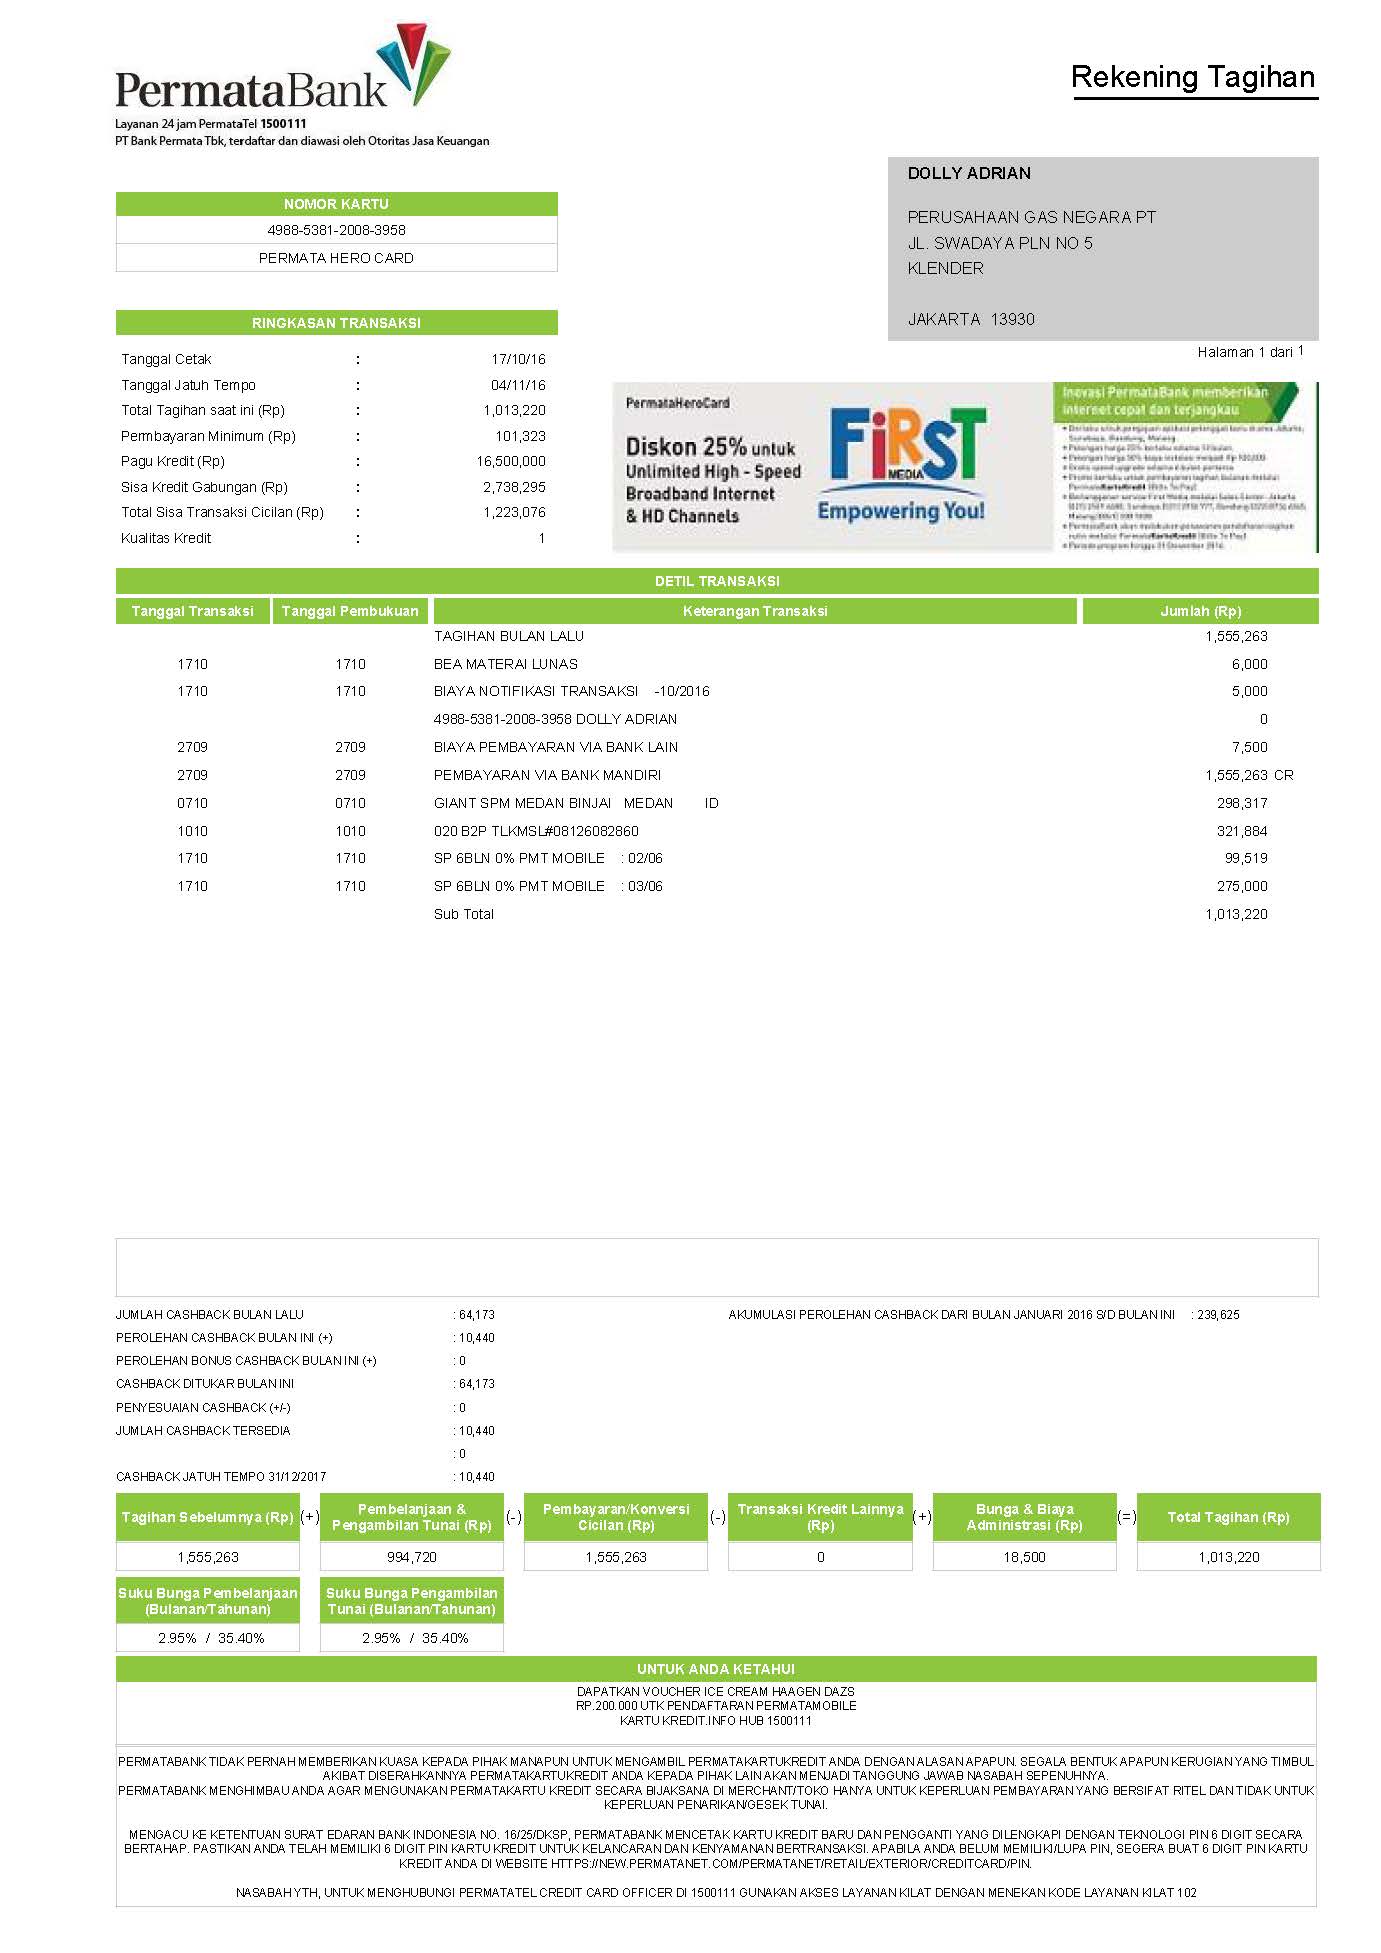 PermataBank
Rekening Tagihan
Layanan 24 jam PermataTel 1500111
PT Bank Permata Tbk, terdaftar dan diawasi oleh Otoritas Jasa Keuangan
DOLLY ADRIAN
PERUSAHAAN GAS NEGARA PT
JL. SWADAYA PLN NO 5
KLENDER
JAKARTA 13930
Halaman 1 dari 1
NOMOR KARTU
4988-5381-2008-3958
PERMATA HERO CARD
RINGKASAN TRANSAKSI
Tanggal Cetak : 17/10/16
Tanggal Jatuh Tempo : 04/11/16
Total Tagihan saat ini (Rp) : 1,013,220
Permbayaran Minimum (Rp) : 101,323
Pagu Kredit (Rp) : 16,500,000
Sisa Kredit Gabungan (Rp) : 2,738,295
Total Sisa Transaksi Cicilan (Rp) : 1,223,076
Kualitas Kredit : 1
PermataHeroCard
Diskon 25% untuk
Unlimited High - Speed
Broadband Internet
& HD Channels
FiRST
MEDIA
Empowering You!
Inovasi PermataBank memberikan
internet cepat dan terjangkau
DETIL TRANSAKSI
Tanggal Transaksi Tanggal Pembukuan Keterangan Transaksi Jumlah (Rp)
TAGIHAN BULAN LALU 1,555,263
1710 1710 BEA MATERAI LUNAS 6,000
1710 1710 BIAYA NOTIFIKASI TRANSAKSI -10/2016 5,000
4988-5381-2008-3958 DOLLY ADRIAN 0
2709 2709 BIAYA PEMBAYARAN VIA BANK LAIN 7,500
2709 2709 PEMBAYARAN VIA BANK MANDIRI 1,555,263 CR
0710 0710 GIANT SPM MEDAN BINJAI MEDAN ID 298,317
1010 1010 020 B2P TLKMSL#08126082860 321,884
1710 1710 SP 6BLN 0% PMT MOBILE : 02/06 99,519
1710 1710 SP 6BLN 0% PMT MOBILE : 03/06 275,000
Sub Total 1,013,220
JUMLAH CASHBACK BULAN LALU : 64,173 AKUMULASI PEROLEHAN CASHBACK DARI BULAN JANUARI 2016 S/D BULAN INI : 239,625
PEROLEHAN CASHBACK BULAN INI (+) : 10,440
PEROLEHAN BONUS CASHBACK BULAN INI (+) : 0
CASHBACK DITUKAR BULAN INI : 64,173
PENYESUAIAN CASHBACK (+/-) : 0
JUMLAH CASHBACK TERSEDIA : 10,440
: 0
CASHBACK JATUH TEMPO 31/12/2017 : 10,440
Tagihan Sebelumnya (Rp) (+) Pembelanjaan & Pengambilan Tunai (Rp) (-) Pembayaran/Konversi Cicilan (Rp) (-) Transaksi Kredit Lainnya (Rp) (+) Bunga & Biaya Administrasi (Rp) (=) Total Tagihan (Rp)
1,555,263 994,720 1,555,263 0 18,500 1,013,220
Suku Bunga Pembelanjaan (Bulanan/Tahunan) Suku Bunga Pengambilan Tunai (Bulanan/Tahunan)
2.95% / 35.40% 2.95% / 35.40%
UNTUK ANDA KETAHUI
DAPATKAN VOUCHER ICE CREAM HAAGEN DAZS
RP.200.000 UTK PENDAFTARAN PERMATAMOBILE
KARTU KREDIT.INFO HUB 1500111
PERMATABANK TIDAK PERNAH MEMBERIKAN KUASA KEPADA PIHAK MANAPUN UNTUK MENGAMBIL PERMATAKARTUKREDIT ANDA DENGAN ALASAN APAPUN. SEGALA BENTUK APAPUN KERUGIAN YANG TIMBUL
AKIBAT DISERAHKANNYA PERMATAKARTUKREDIT ANDA KEPADA PIHAK LAIN AKAN MENJADI TANGGUNG JAWAB NASABAH SEPENUHNYA.
PERMATABANK MENGHIMBAU ANDA AGAR MENGUNAKAN PERMATAKARTU KREDIT SECARA BIJAKSANA DI MERCHANT/TOKO HANYA UNTUK KEPERLUAN PEMBAYARAN YANG BERSIFAT RITEL DAN TIDAK UNTUK
KEPERLUAN PENARIKAN/GESEK TUNAI.
MENGACU KE KETENTUAN SURAT EDARAN BANK INDONESIA NO. 16/25/DKSP, PERMATABANK MENCETAK KARTU KREDIT BARU DAN PENGGANTI YANG DILENGKAPI DENGAN TEKNOLOGI PIN 6 DIGIT SECARA
BERTAHAP. PASTIKAN ANDA TELAH MEMILIKI 6 DIGIT PIN KARTU KREDIT UNTUK KELANCARAN DAN KENYAMANAN BERTRANSAKSI. APABILA ANDA BELUM MEMILIKI/LUPA PIN, SEGERA BUAT 6 DIGIT PIN KARTU
KREDIT ANDA DI WEBSITE HTTPS://NEW.PERMATANET.COM/PERMATANET/RETAIL/EXTERIOR/CREDITCARD/PIN.
NASABAH YTH, UNTUK MENGHUBUNGI PERMATATEL CREDIT CARD OFFICER DI 1500111 GUNAKAN AKSES LAYANAN KILAT DENGAN MENEKAN KODE LAYANAN KILAT 102